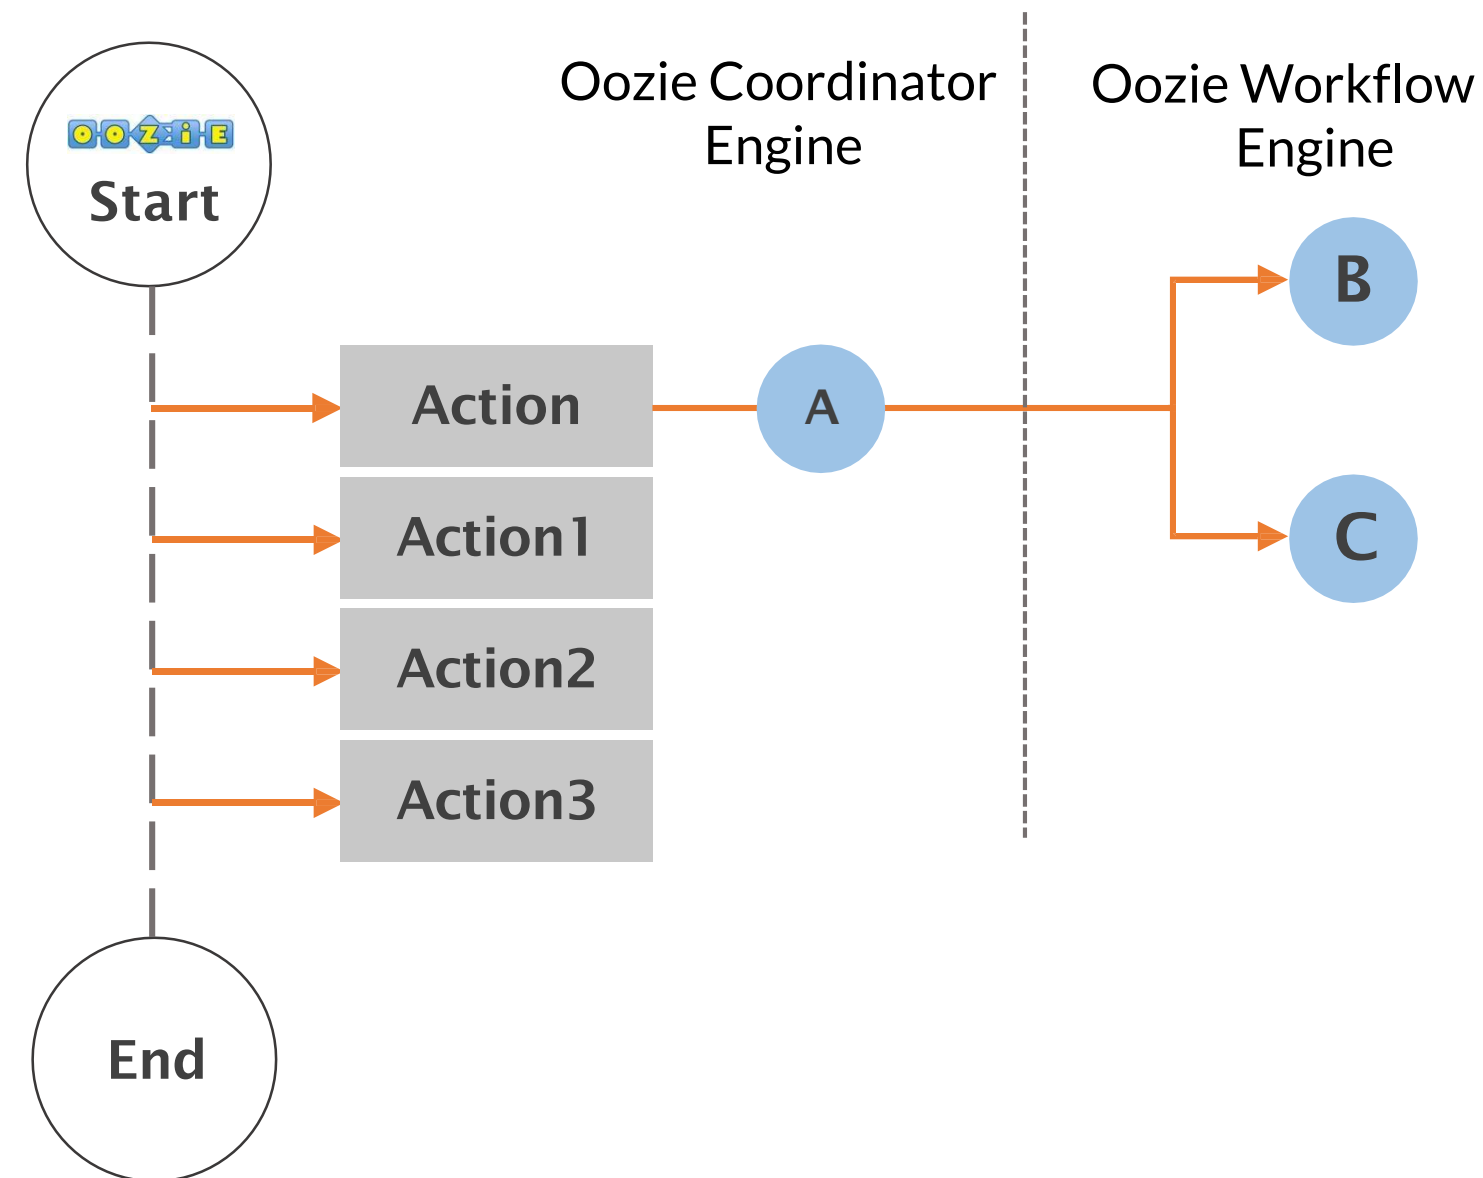 OOZiE
Start
Oozie Coordinator
Engine
Oozie Workflow
Engine
B
Action
A
Action1
C
Action2
Action3
End